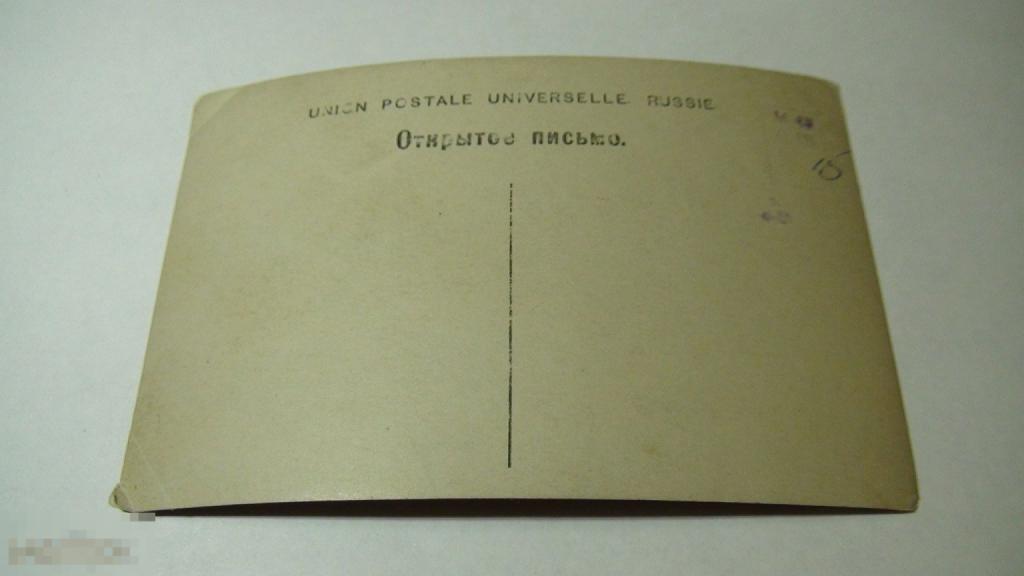 UNION POSTALE UNIVERSELLE. RUSSIE
Открытое письмо.
15